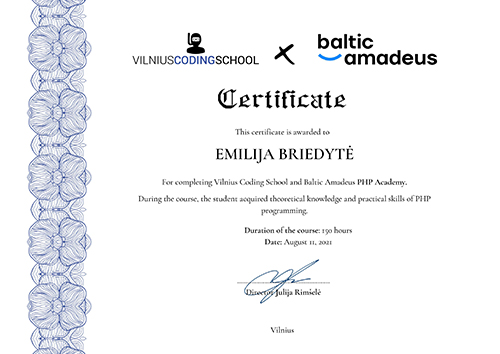 VILNIUSCODINGSCHOOL
baltic
amadeus
Certificate
This certificate is awarded to
EMILIJA BRIEDYTĖ
For completing Vilnius Coding School and Baltic Amadeus PHP Academy.
During the course, the student acquired theoretical knowledge and practical skills of PHP
programming.
Duration of the course: 150 hours
Date: August 11, 2021
Director Julija Rimšelė
Vilnius